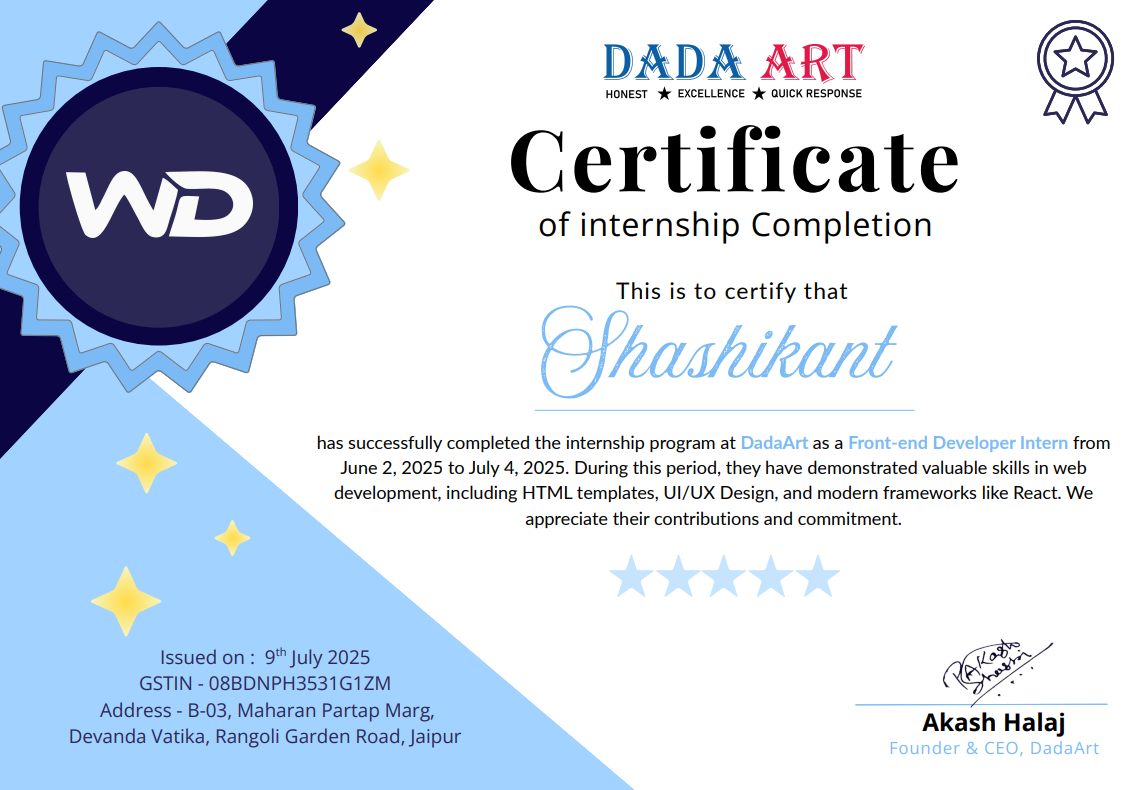 WD
DADA ART
HONEST ★ EXCELLENCE ★ QUICK RESPONSE
Certificate
of internship Completion
This is to certify that
Shashikant
has successfully completed the internship program at DadaArt as a Front-end Developer Intern from
June 2, 2025 to July 4, 2025. During this period, they have demonstrated valuable skills in web
development, including HTML templates, UI/UX Design, and modern frameworks like React. We
appreciate their contributions and commitment.
Issued on : 9th July 2025
GSTIN - 08BDNPH3531G1ZM
Address - B-03, Maharan Partap Marg,
Devanda Vatika, Rangoli Garden Road, Jaipur
Akash Halaj
Founder & CEO, DadaArt